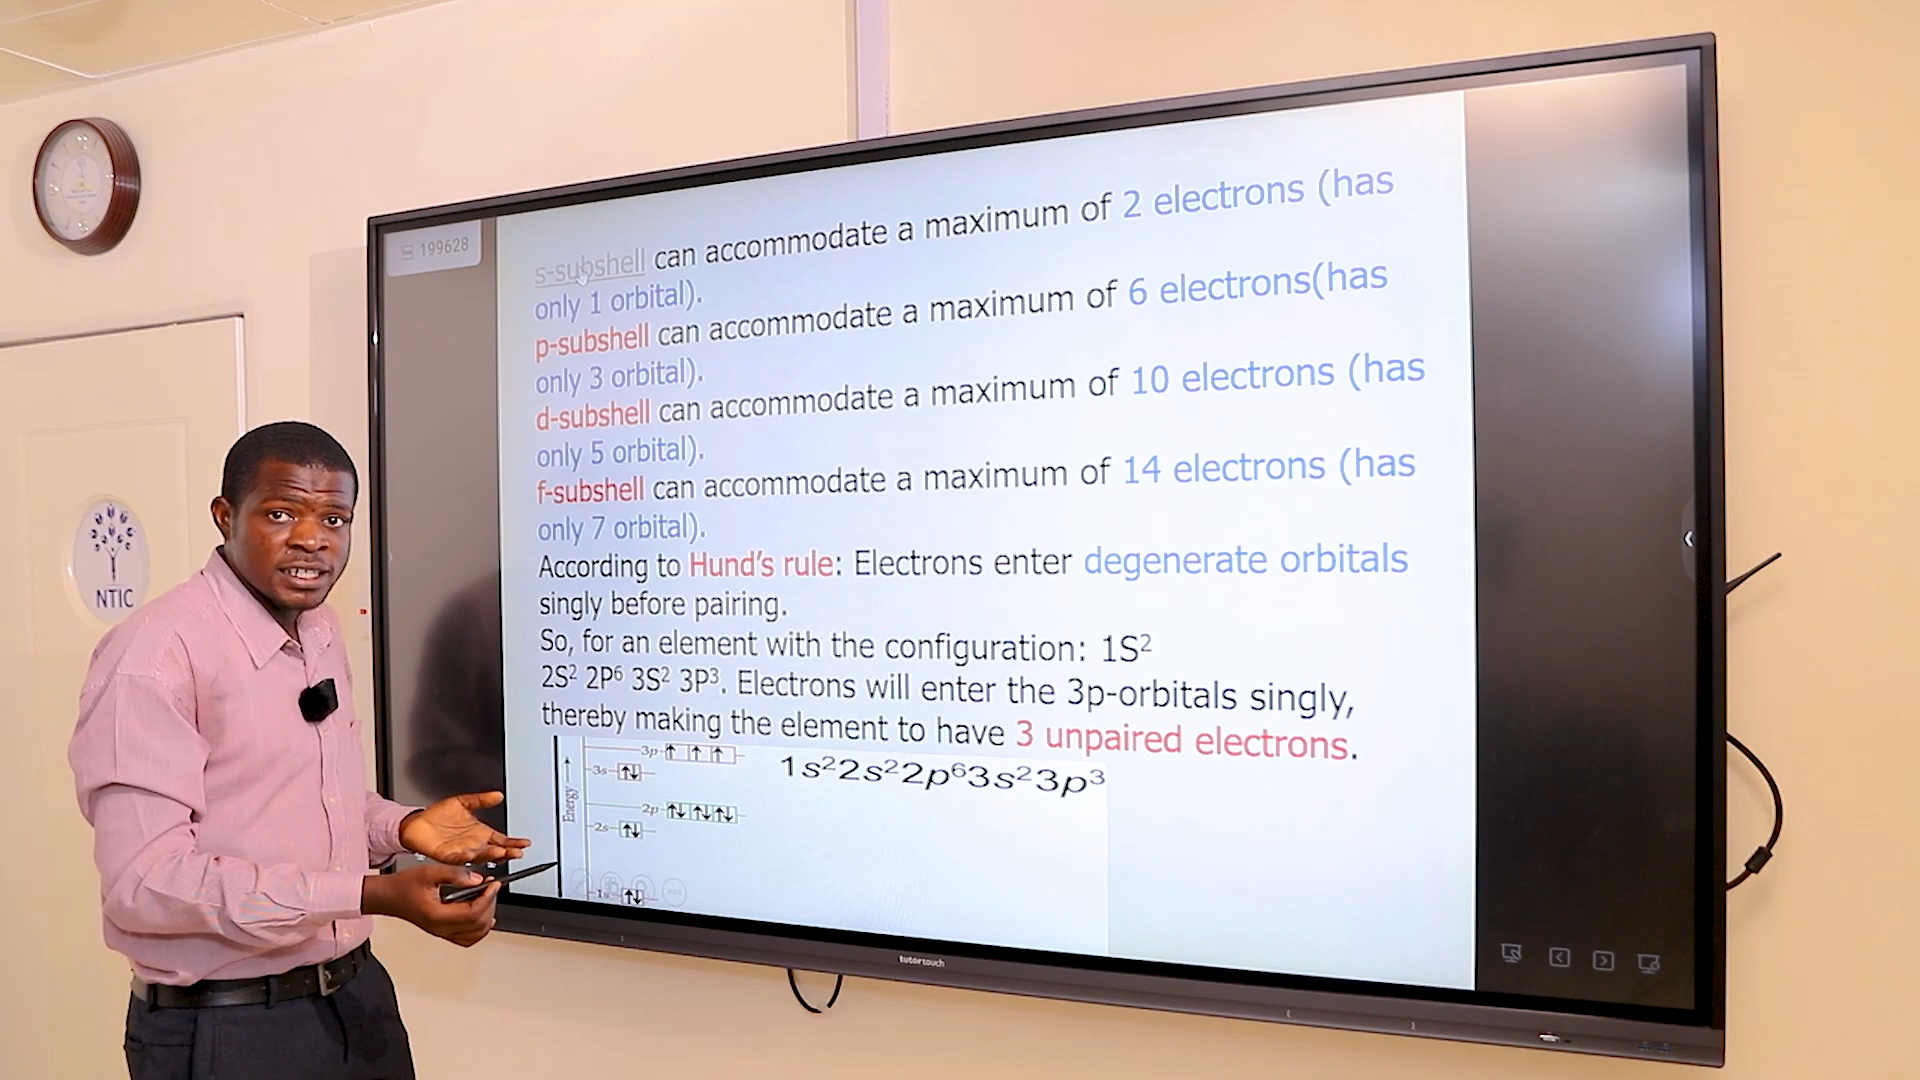 199628
s-subshell can accommodate a maximum of 2 electrons (has
only 1 orbital).
p-subshell can accommodate a maximum of 6 electrons(has
only 3 orbital).
d-subshell can accommodate a maximum of 10 electrons (has
only 5 orbital).
f-subshell can accommodate a maximum of 14 electrons (has
only 7 orbital).
According to Hund's rule: Electrons enter degenerate orbitals
singly before pairing.
So, for an element with the configuration: 1S²
2S² 2P⁶ 3S² 3P³. Electrons will enter the 3p-orbitals singly,
thereby making the element to have 3 unpaired electrons.
3p
3s
2p
2s
1s
Energy
1s²2s²2p⁶3s²3p³
NTIC
tutortouch